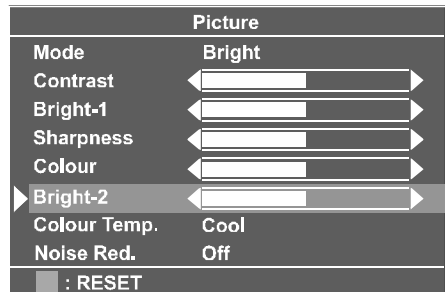 Picture
Mode Bright
Contrast
Bright-1
Sharpness
Colour
Bright-2
Colour Temp. Cool
Noise Red. Off
: RESET